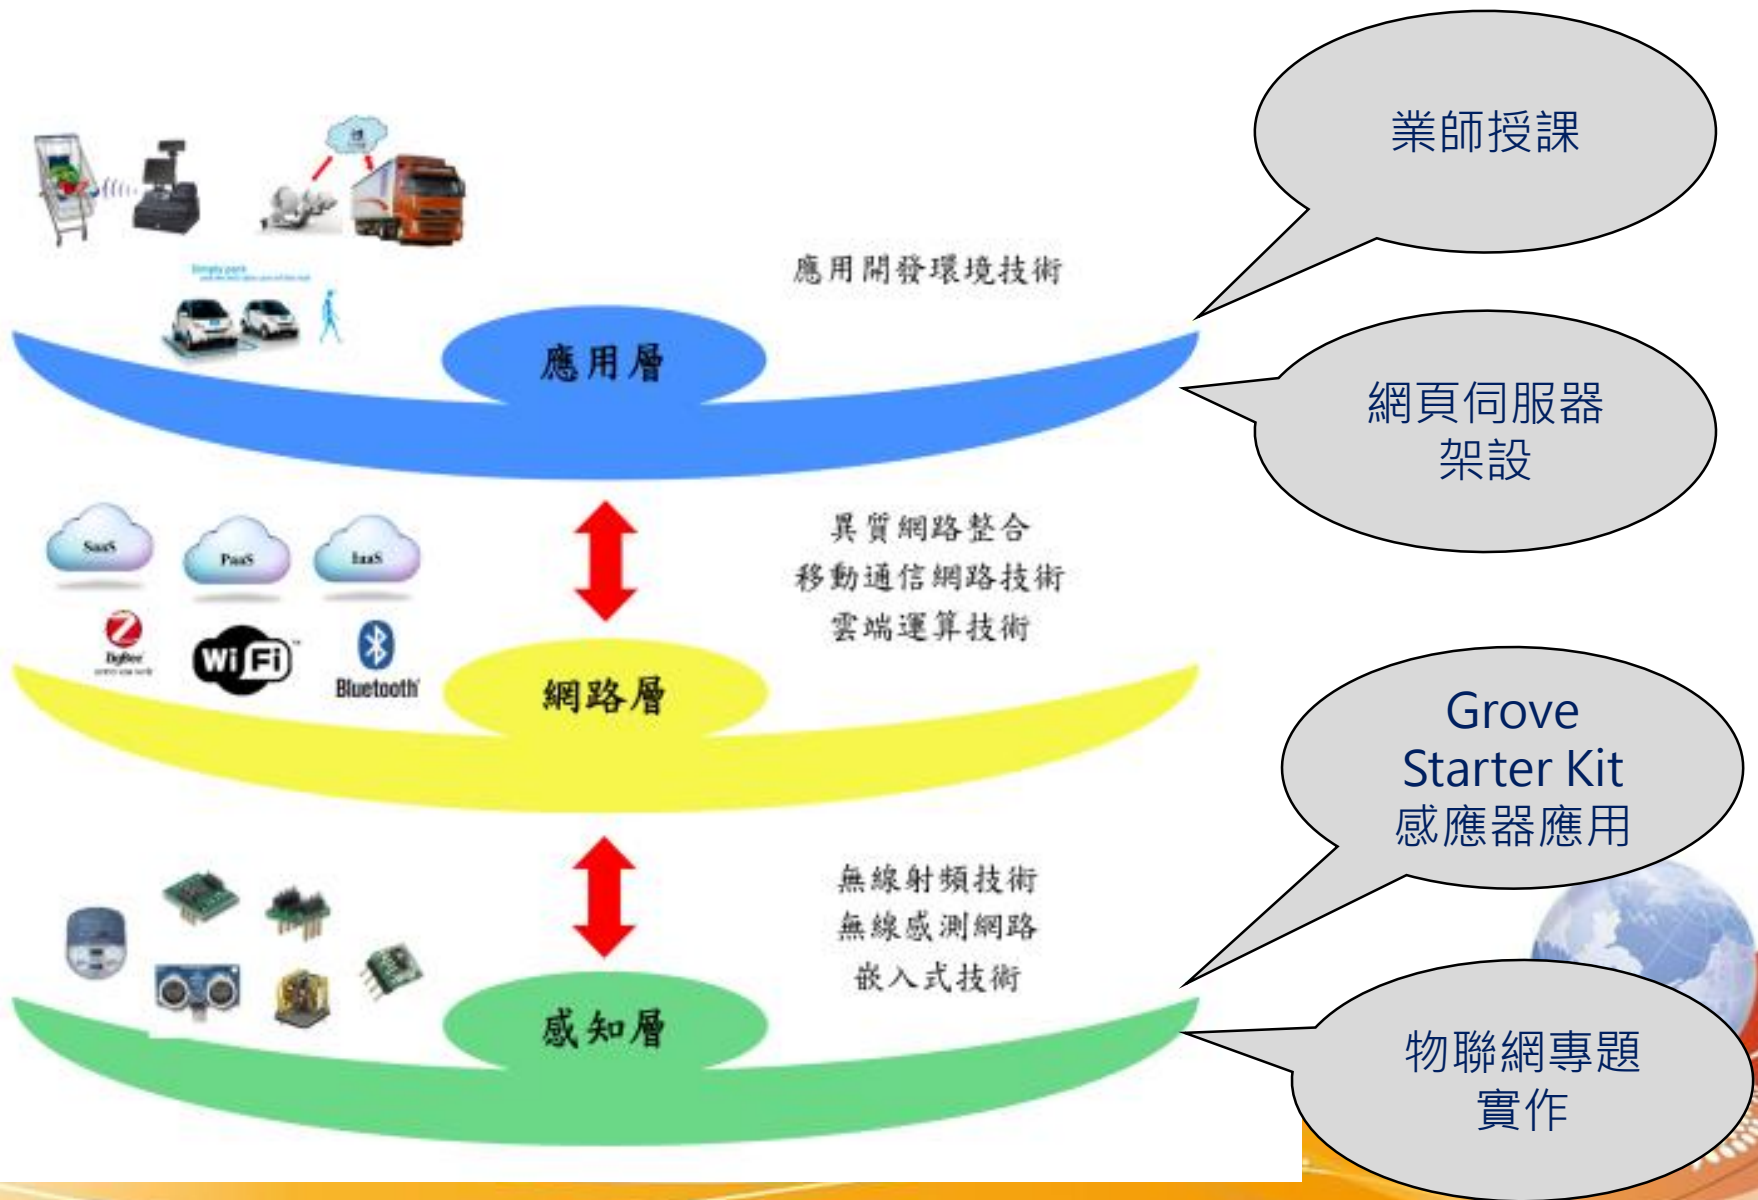 業師授課
Simply park
應用開發環境技術
應用層
網頁伺服器
架設
SaaS
PaaS
IaaS
異質網路整合
移動通信網路技術
雲端運算技術
ZigBee
WiFi
Bluetooth
網路層
Grove
Starter Kit
感應器應用
無線射頻技術
無線感測網路
嵌入式技術
感知層
物聯網專題
實作